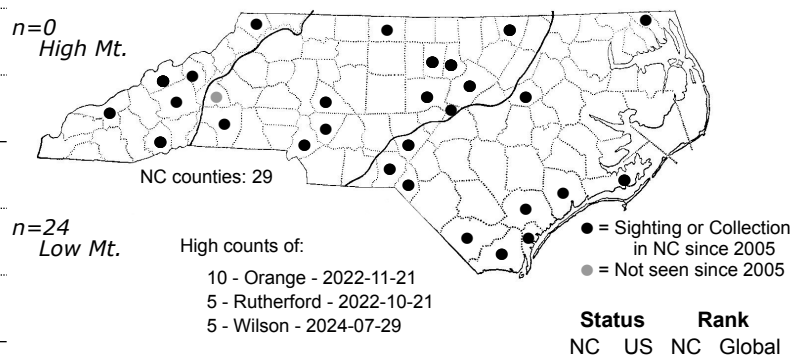 n=0
High Mt.
NC counties: 29
n=24
Low Mt.
High counts of:
10 - Orange - 2022-11-21
5 - Rutherford - 2022-10-21
5 - Wilson - 2024-07-29
= Sighting or Collection
in NC since 2005
= Not seen since 2005
Status Rank
NC US NC Global